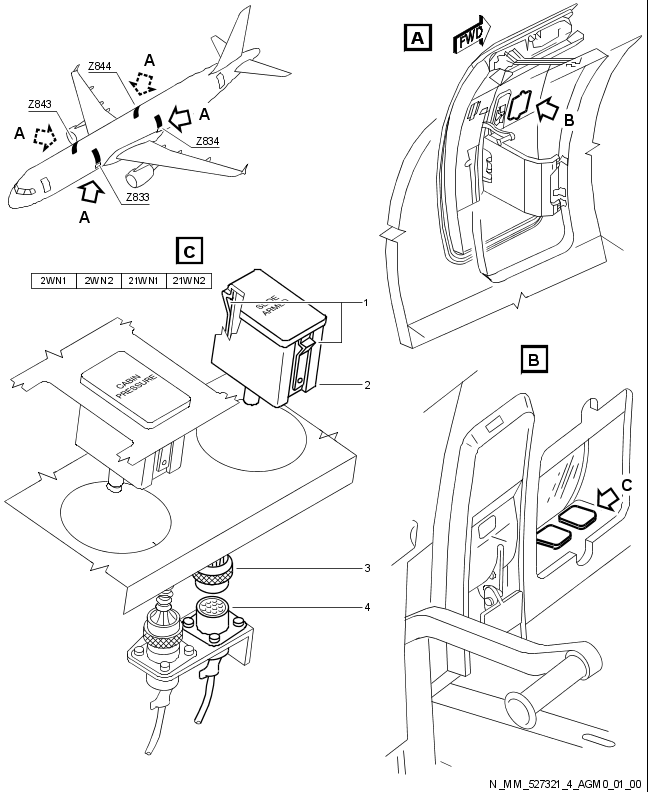 A
FWD
B
Z844
A
Z843
A
A
Z834
Z833
A
C
2WN1 2WN2 21WN1 21WN2
1
SLIDE
ARMED
2
CABIN
PRESSURE
3
4
B
C
N_MM_527321_4_AGM0_01_00